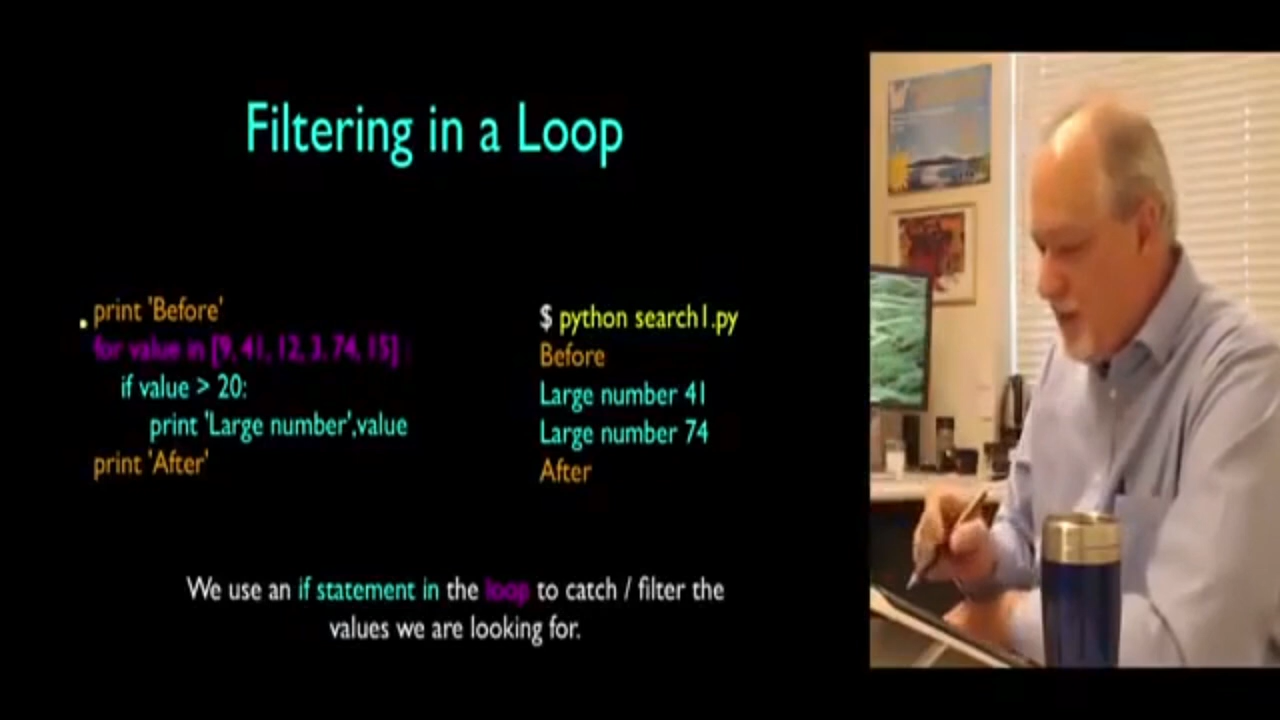 Filtering in a Loop
print 'Before'
for value in [9, 41, 12, 3, 74, 15] :
if value > 20:
print 'Large number',value
print 'After'
$ python search1.py
Before
Large number 41
Large number 74
After
We use an if statement in the loop to catch / filter the
values we are looking for.